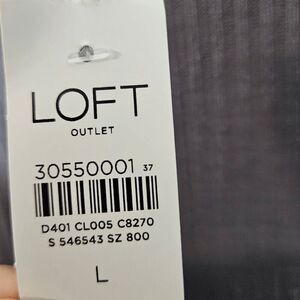 LOFT
OUTLET
30550001 37
D401 CL005 C8270
S 546543 SZ 800
L